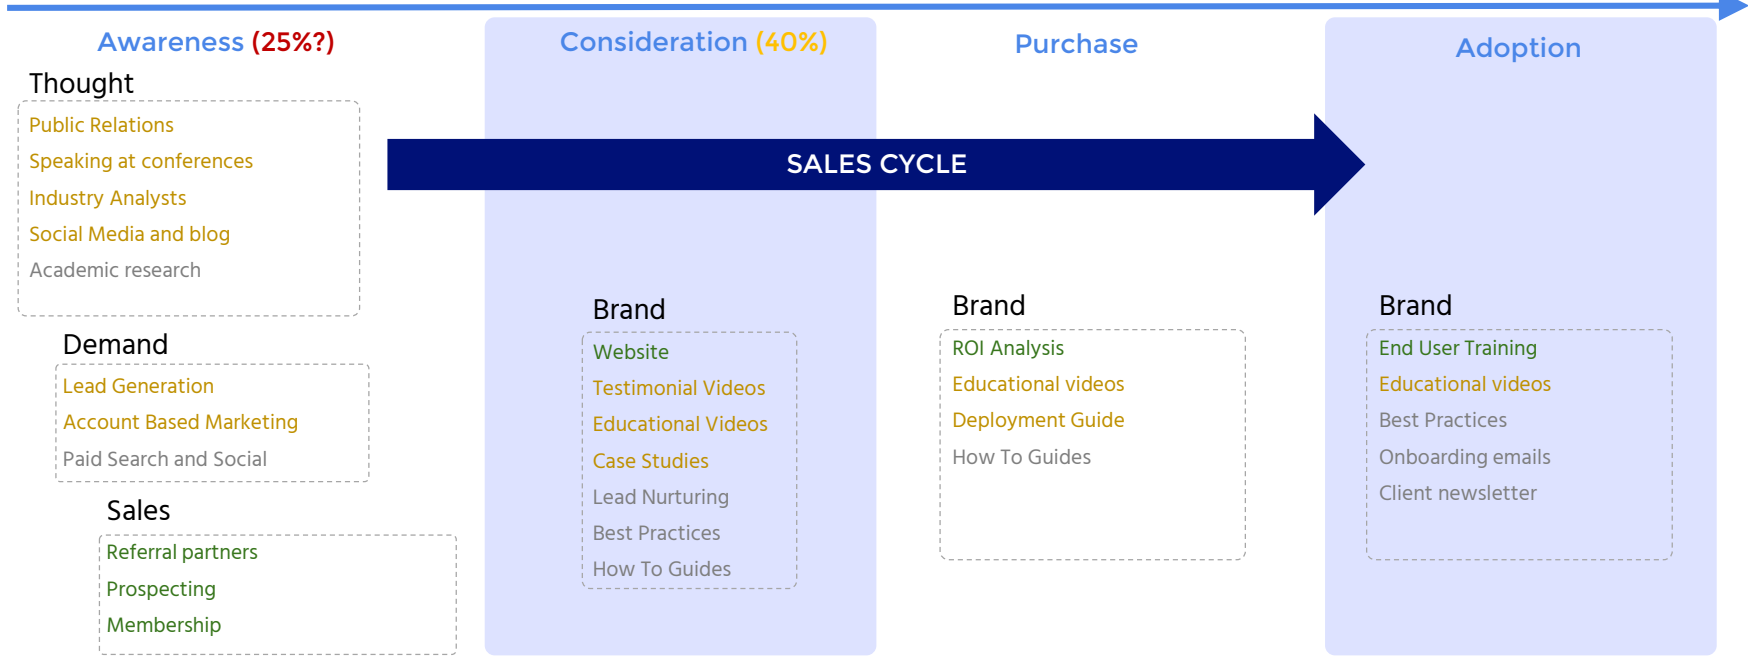 Awareness (25%?)
Thought
Public Relations
Speaking at conferences
Industry Analysts
Social Media and blog
Academic research
Demand
Lead Generation
Account Based Marketing
Paid Search and Social
Sales
Referral partners
Prospecting
Membership
Consideration (40%)
SALES CYCLE
Brand
Website
Testimonial Videos
Educational Videos
Case Studies
Lead Nurturing
Best Practices
How To Guides
Purchase
Brand
ROI Analysis
Educational videos
Deployment Guide
How To Guides
Adoption
Brand
End User Training
Educational videos
Best Practices
Onboarding emails
Client newsletter